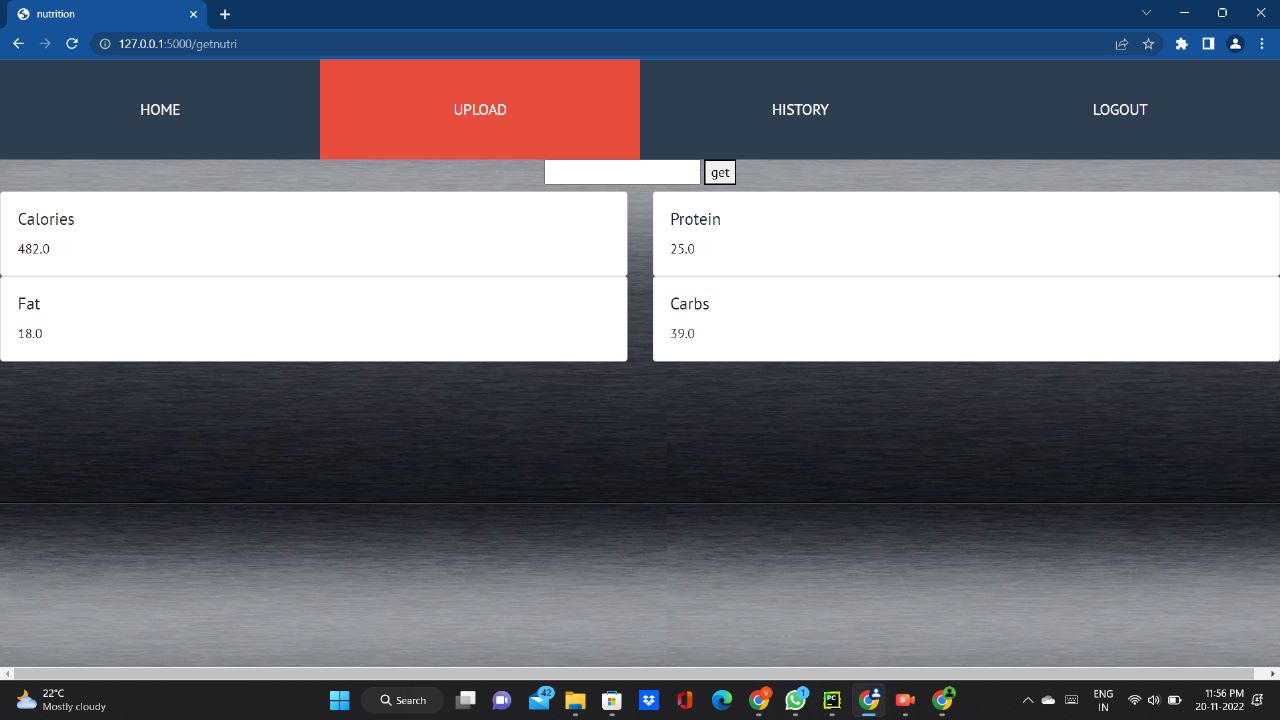 nutrition
127.0.0.1:5000/getnutri
HOME UPLOAD HISTORY LOGOUT
get
Calories
482.0
Protein
25.0
Fat
18.0
Carbs
39.0
22°C
Mostly cloudy
Search
42
V
1
PC
ENG
IN
11:56 PM
20-11-2022